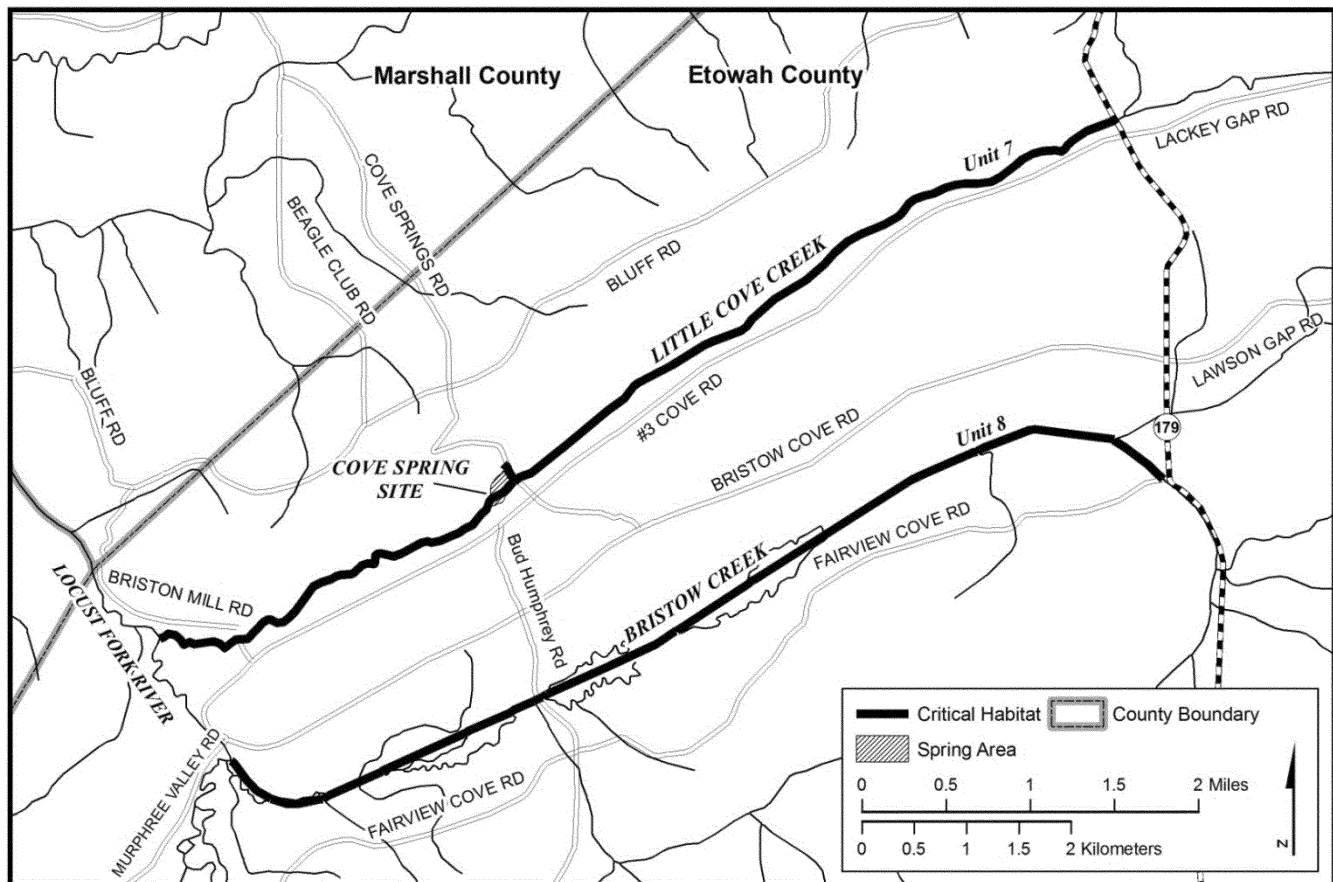 Marshall County
Etowah County
LACKEY GAP RD
Unit 7
COVE SPRINGS RD
BEAGLE CLUB RD
BLUFF RD
LITTLE COVE CREEK
LAWSON GAP RD
BLUFF RD
#3 COVE RD
179
Unit 8
BRISTOW COVE RD
COVE SPRING
SITE
FAIRVIEW COVE RD
BRISTON MILL RD
LOCUST FORK RIVER
Bud Humphrey Rd
BRISTOW CREEK
MURPHREE VALLEY RD
FAIRVIEW COVE RD
Critical Habitat
County Boundary
Spring Area
0 0.5 1 1.5 2 Miles
0 0.5 1 1.5 2 Kilometers
N